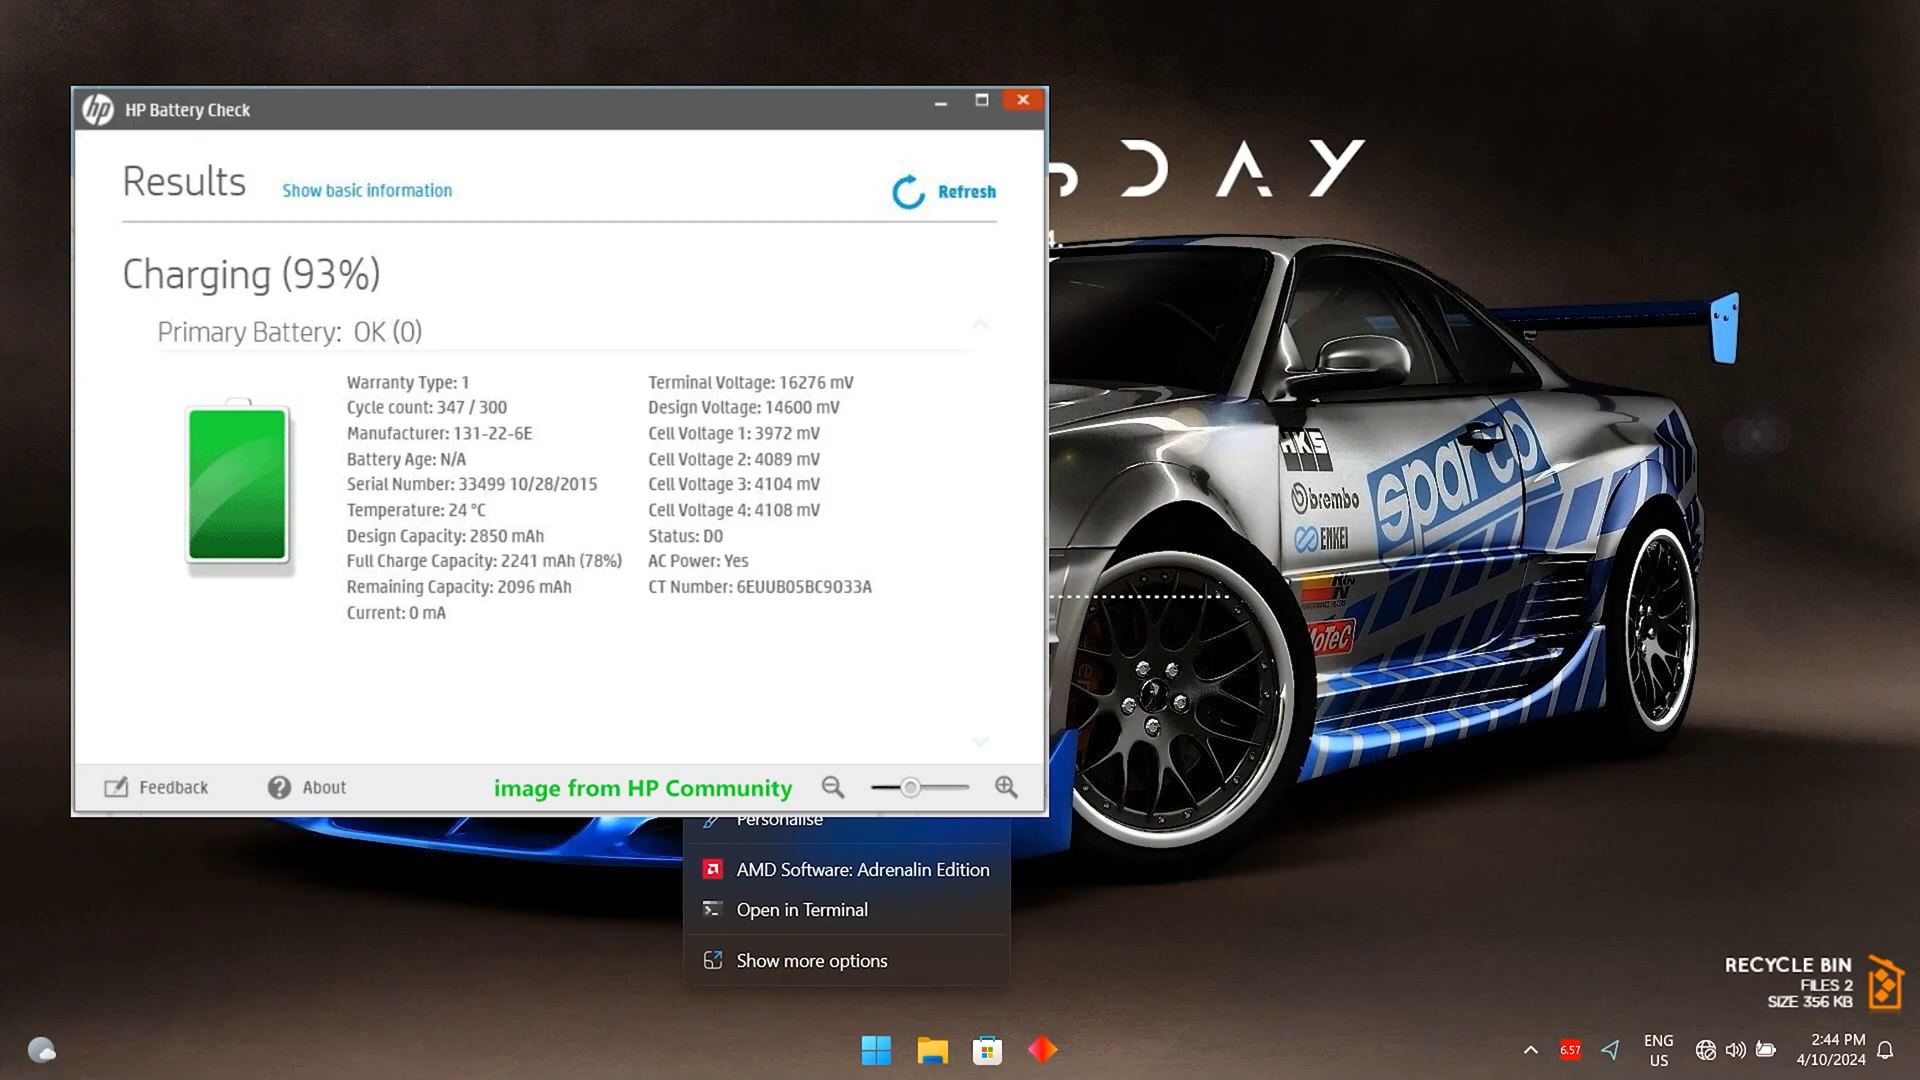 HP Battery Check
Results
Show basic information
Refresh
Charging (93%)
Primary Battery: OK (0)
Warranty Type: 1
Cycle count: 347 / 300
Manufacturer: 131-22-6E
Battery Age: N/A
Serial Number: 33499 10/28/2015
Temperature: 24 °C
Design Capacity: 2850 mAh
Full Charge Capacity: 2241 mAh (78%)
Remaining Capacity: 2096 mAh
Current: 0 mA
Terminal Voltage: 16276 mV
Design Voltage: 14600 mV
Cell Voltage 1: 3972 mV
Cell Voltage 2: 4089 mV
Cell Voltage 3: 4104 mV
Cell Voltage 4: 4108 mV
Status: D0
AC Power: Yes
CT Number: 6EUUB05BC9033A
Feedback
About
image from HP Community
DAY
HKS
brembo
ENKEI
sparco
K&N
MoTeC
Personalise
AMD Software: Adrenalin Edition
Open in Terminal
Show more options
RECYCLE BIN
FILES 2
SIZE 356 KB
6.57
ENG
US
2:44 PM
4/10/2024